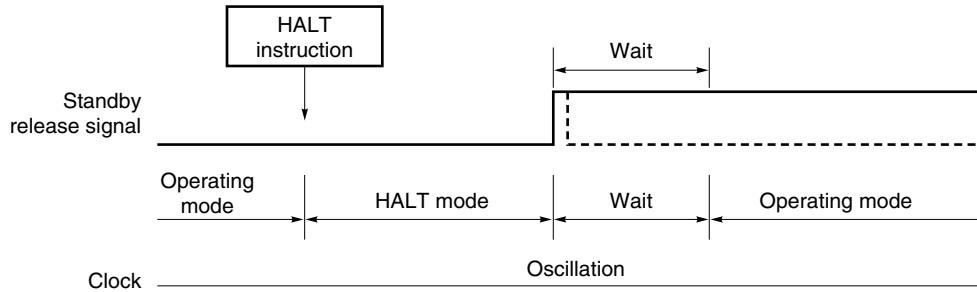 HALT
instruction
Wait
Standby
release signal
Operating
mode
HALT mode
Wait
Operating mode
Oscillation
Clock